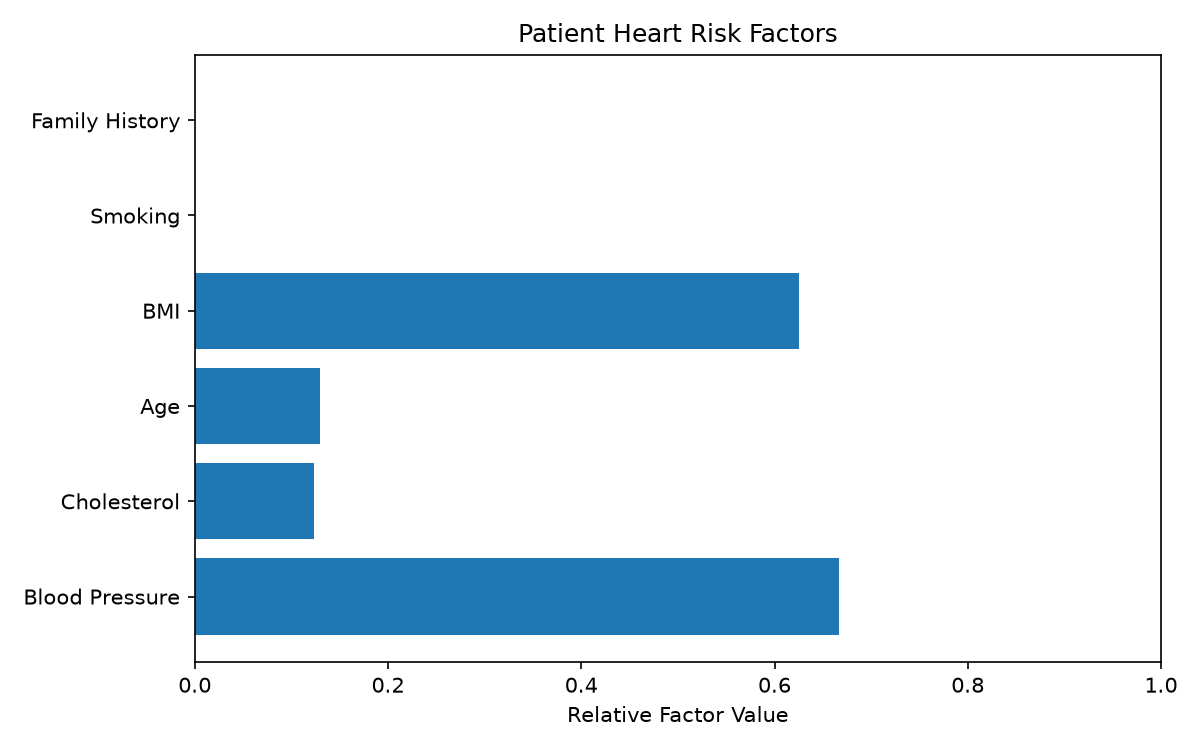 Patient Heart Risk Factors
Family History
Smoking
BMI
Age
Cholesterol
Blood Pressure
0.0 0.2 0.4 0.6 0.8 1.0
Relative Factor Value